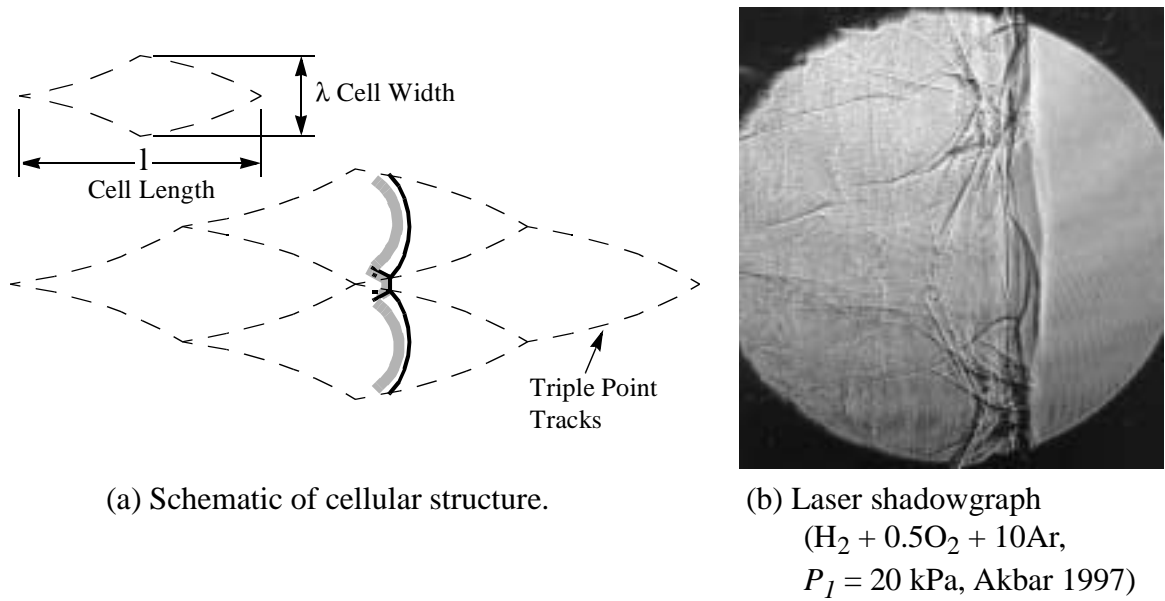 λ Cell Width
l
Cell Length
Triple Point
Tracks
(a) Schematic of cellular structure.
(b) Laser shadowgraph
(H₂ + 0.5O₂ + 10Ar,
P₁ = 20 kPa, Akbar 1997)